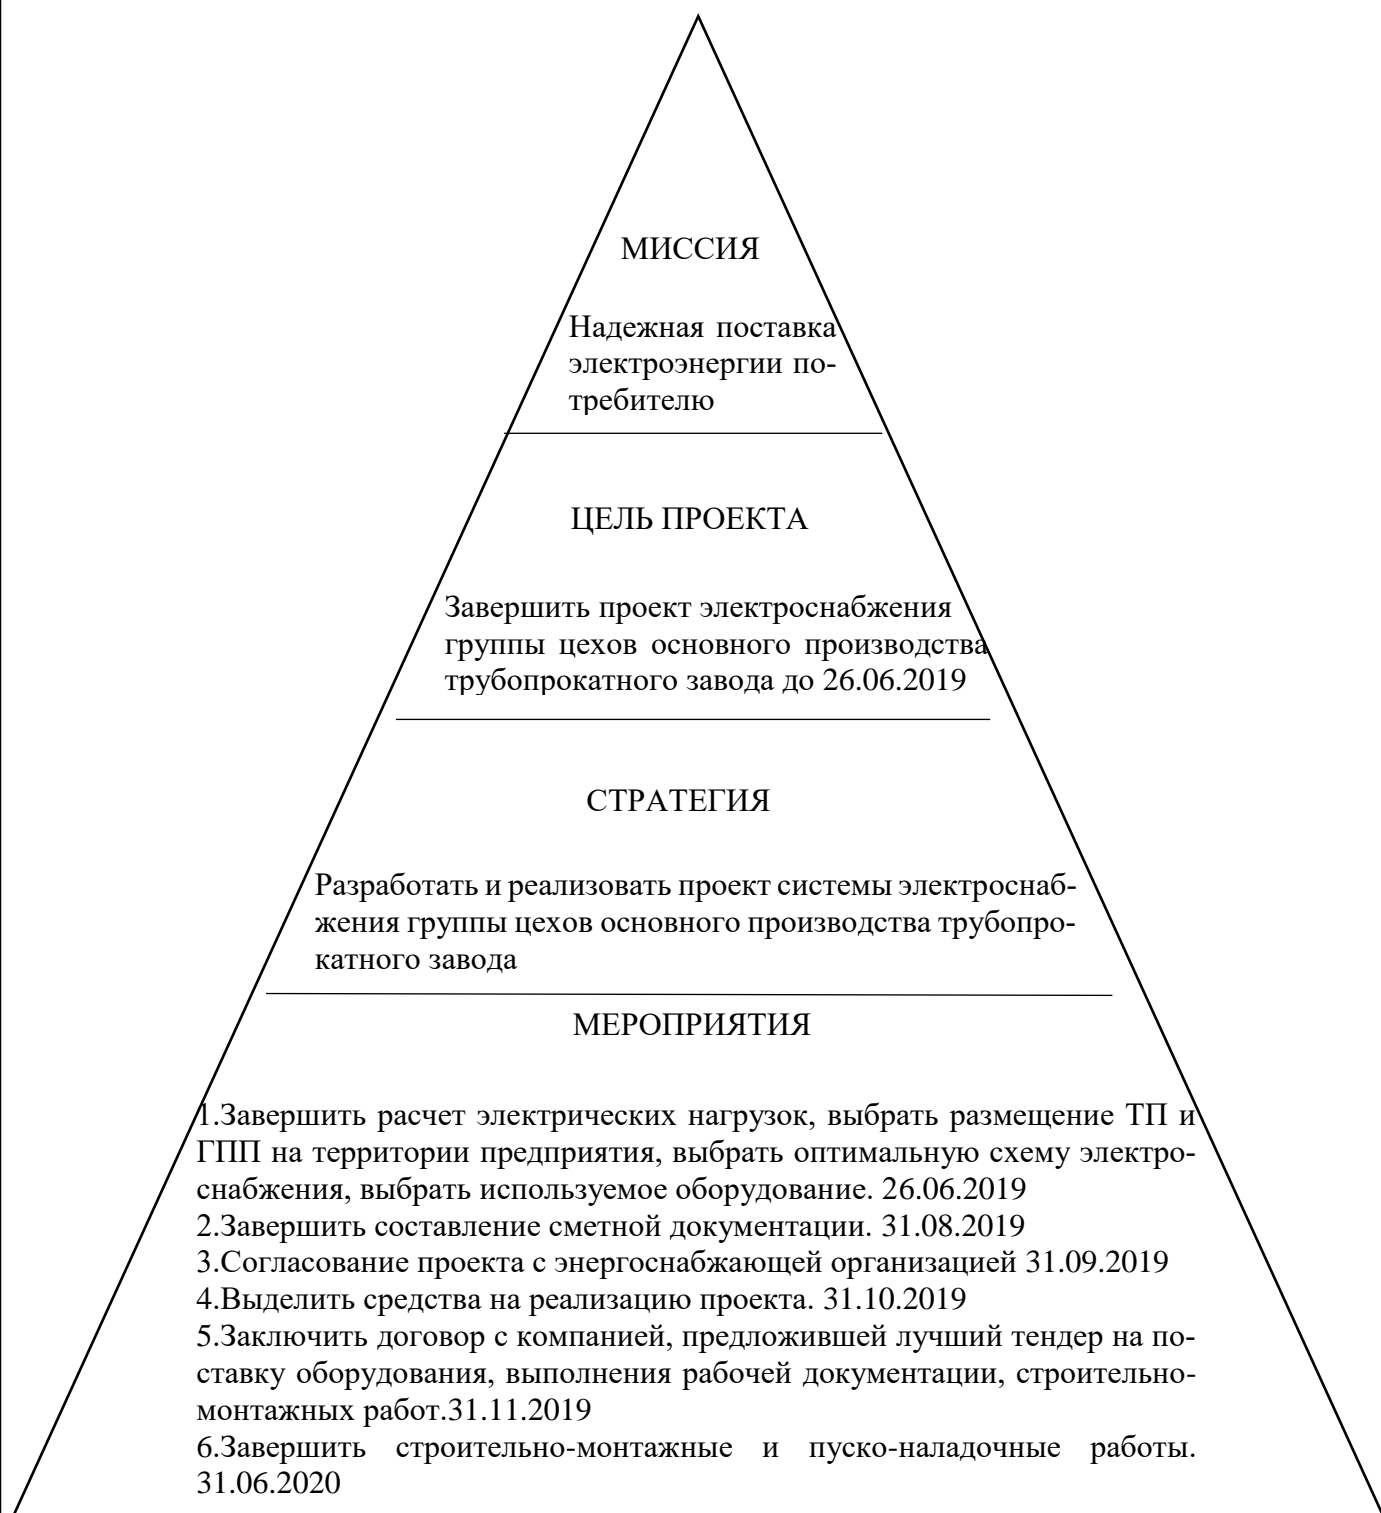 МИССИЯ
Надежная поставка
электроэнергии по-
требителю
ЦЕЛЬ ПРОЕКТА
Завершить проект электроснабжения
группы цехов основного производства
трубопрокатного завода до 26.06.2019
СТРАТЕГИЯ
Разработать и реализовать проект системы электроснаб-
жения группы цехов основного производства трубопро-
катного завода
МЕРОПРИЯТИЯ
1.Завершить расчет электрических нагрузок, выбрать размещение ТП и
ГПП на территории предприятия, выбрать оптимальную схему электро-
снабжения, выбрать используемое оборудование. 26.06.2019
2.Завершить составление сметной документации. 31.08.2019
3.Согласование проекта с энергоснабжающей организацией 31.09.2019
4.Выделить средства на реализацию проекта. 31.10.2019
5.Заключить договор с компанией, предложившей лучший тендер на по-
ставку оборудования, выполнения рабочей документации, строительно-
монтажных работ.31.11.2019
6.Завершить строительно-монтажные и пуско-наладочные работы.
31.06.2020